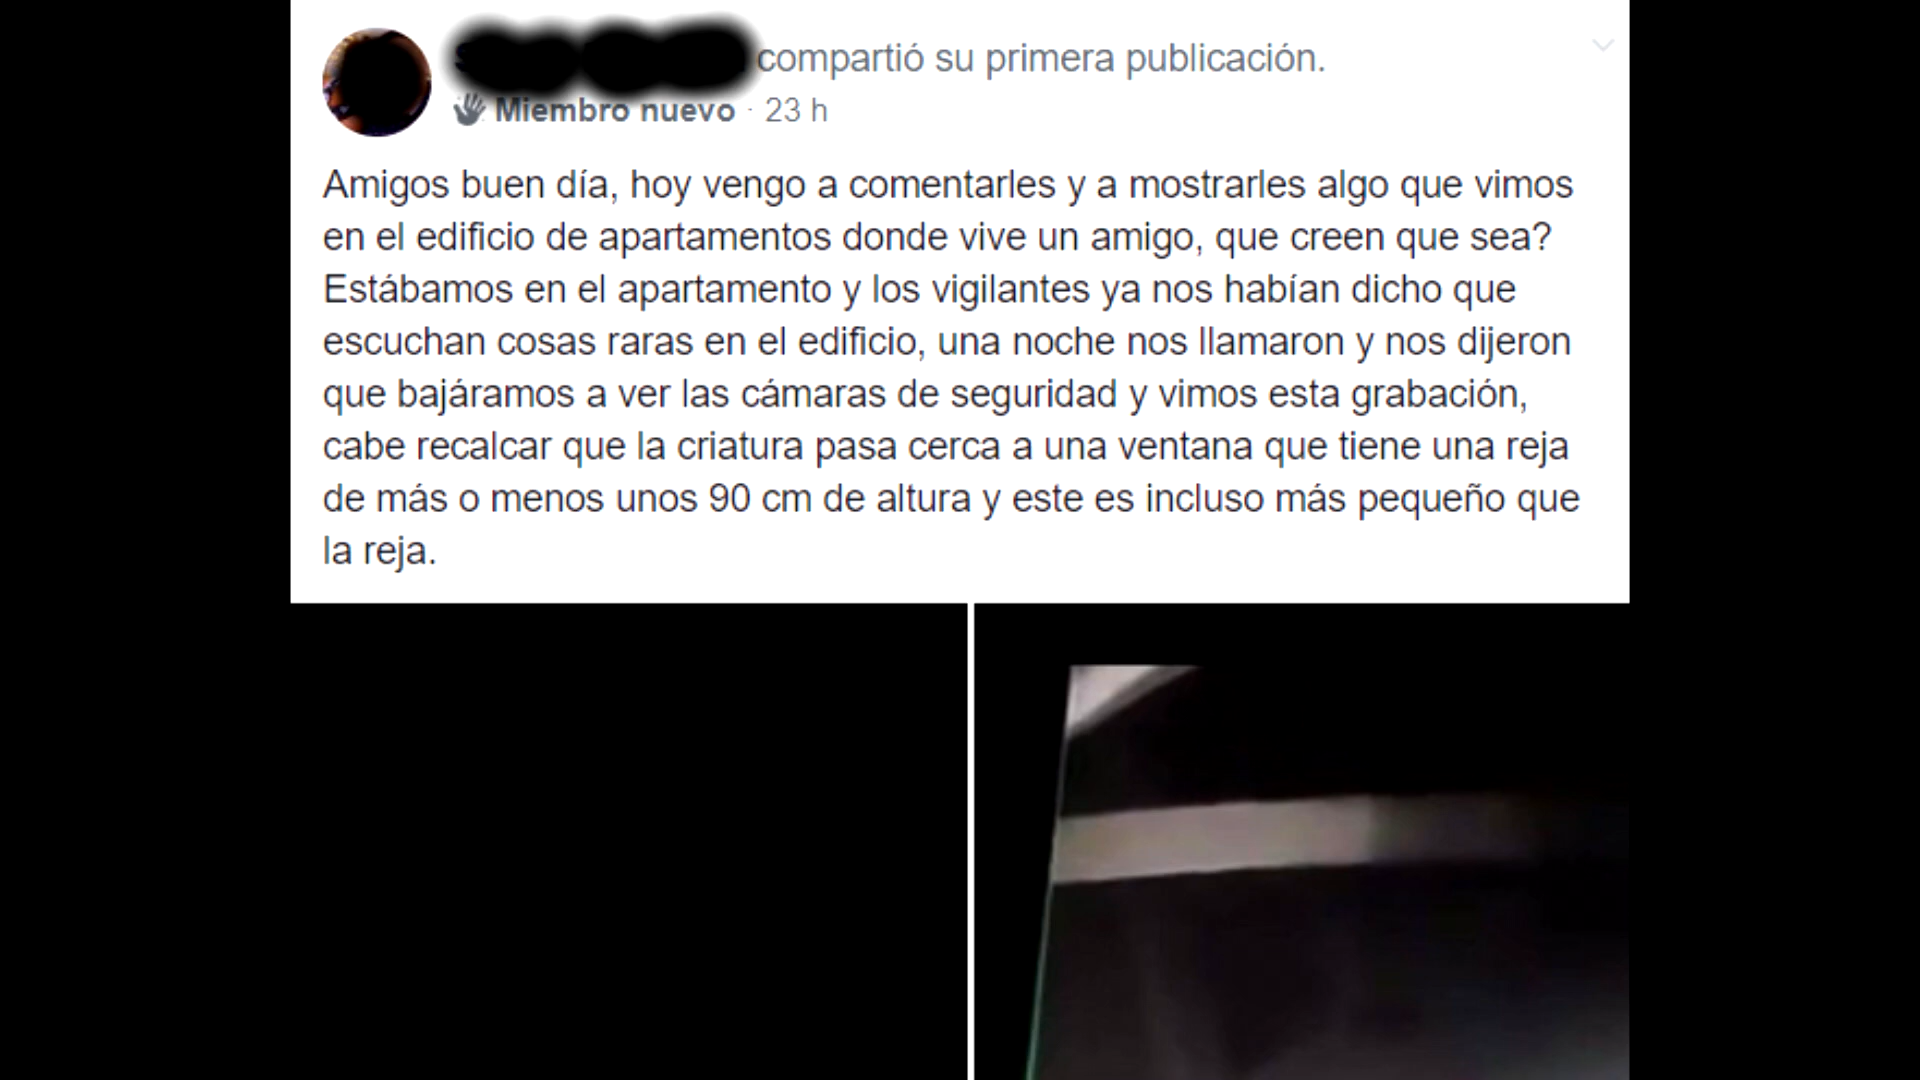 compartió su primera publicación.
Miembro nuevo · 23 h
Amigos buen día, hoy vengo a comentarles y a mostrarles algo que vimos
en el edificio de apartamentos donde vive un amigo, que creen que sea?
Estábamos en el apartamento y los vigilantes ya nos habían dicho que
escuchan cosas raras en el edificio, una noche nos llamaron y nos dijeron
que bajáramos a ver las cámaras de seguridad y vimos esta grabación,
cabe recalcar que la criatura pasa cerca a una ventana que tiene una reja
de más o menos unos 90 cm de altura y este es incluso más pequeño que
la reja.